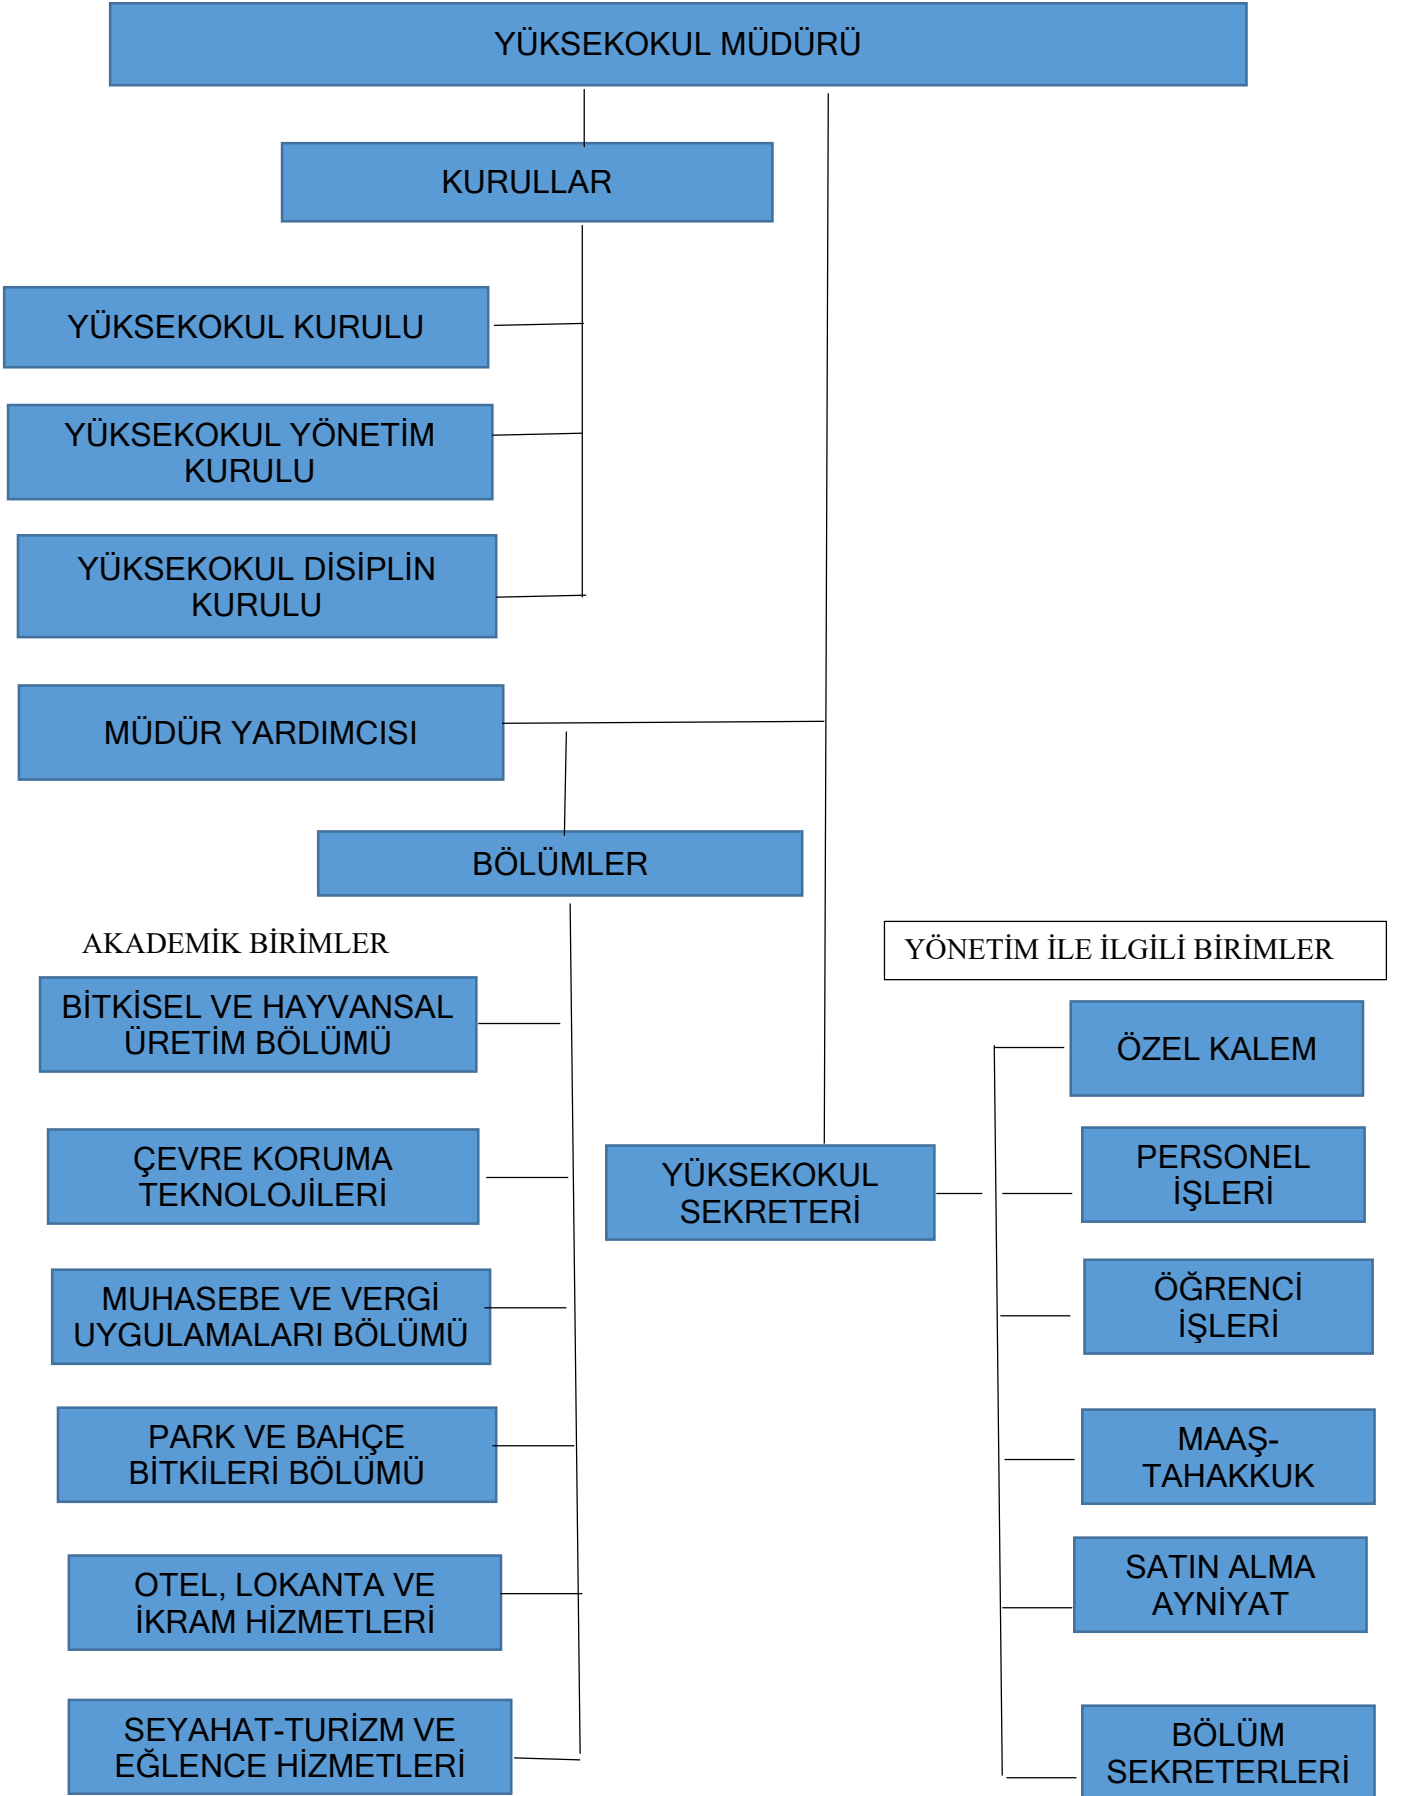 YÜKSEKOKUL MÜDÜRÜ
KURULLAR
YÜKSEKOKUL KURULU
YÜKSEKOKUL YÖNETİM
KURULU
YÜKSEKOKUL DİSİPLİN
KURULU
MÜDÜR YARDIMCISI
BÖLÜMLER
AKADEMİK BİRİMLER
BİTKİSEL VE HAYVANSAL
ÜRETİM BÖLÜMÜ
ÇEVRE KORUMA
TEKNOLOJİLERİ
MUHASEBE VE VERGİ
UYGULAMALARI BÖLÜMÜ
PARK VE BAHÇE
BİTKİLERİ BÖLÜMÜ
OTEL, LOKANTA VE
İKRAM HİZMETLERİ
SEYAHAT-TURİZM VE
EĞLENCE HİZMETLERİ
YÜKSEKOKUL
SEKRETERİ
YÖNETİM İLE İLGİLİ BİRİMLER
ÖZEL KALEM
PERSONEL
İŞLERİ
ÖĞRENCİ
İŞLERİ
MAAŞ-
TAHAKKUK
SATIN ALMA
AYNİYAT
BÖLÜM
SEKRETERLERİ